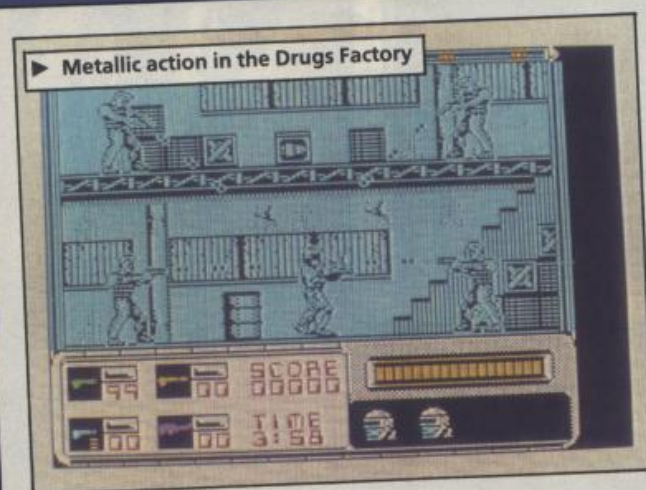 ► Metallic action in the Drugs Factory
99 00 SCORE
00000
00 00 TIME
3:58